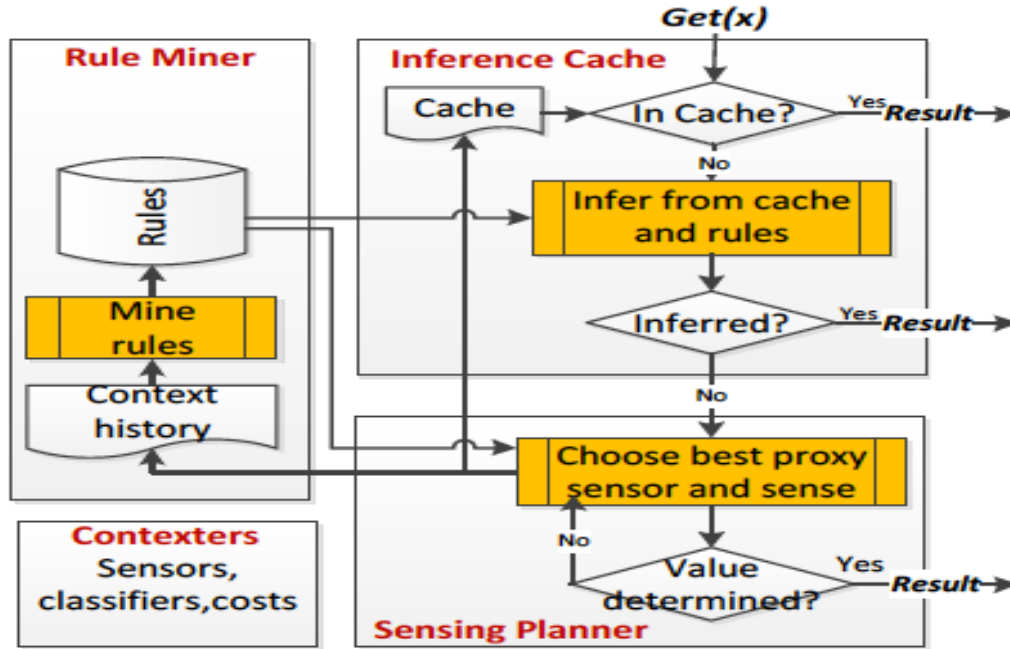 Get(x)
Rule Miner
Rules
Mine
rules
Context
history
Inference Cache
Cache
In Cache?
Yes
Result
No
Infer from cache
and rules
Inferred?
Yes
Result
No
Choose best proxy
sensor and sense
No
Value
determined?
Yes
Result
Sensing Planner
Contexters
Sensors,
classifiers,costs